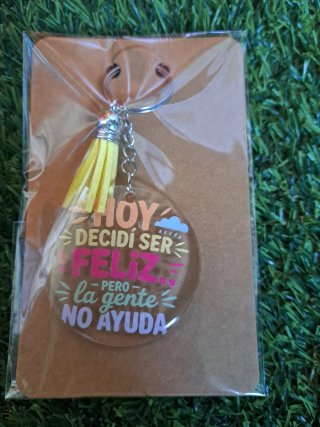 HOY
DECIDÍ SER
FELIZ..
- PERO -
la gente
NO AYUDA